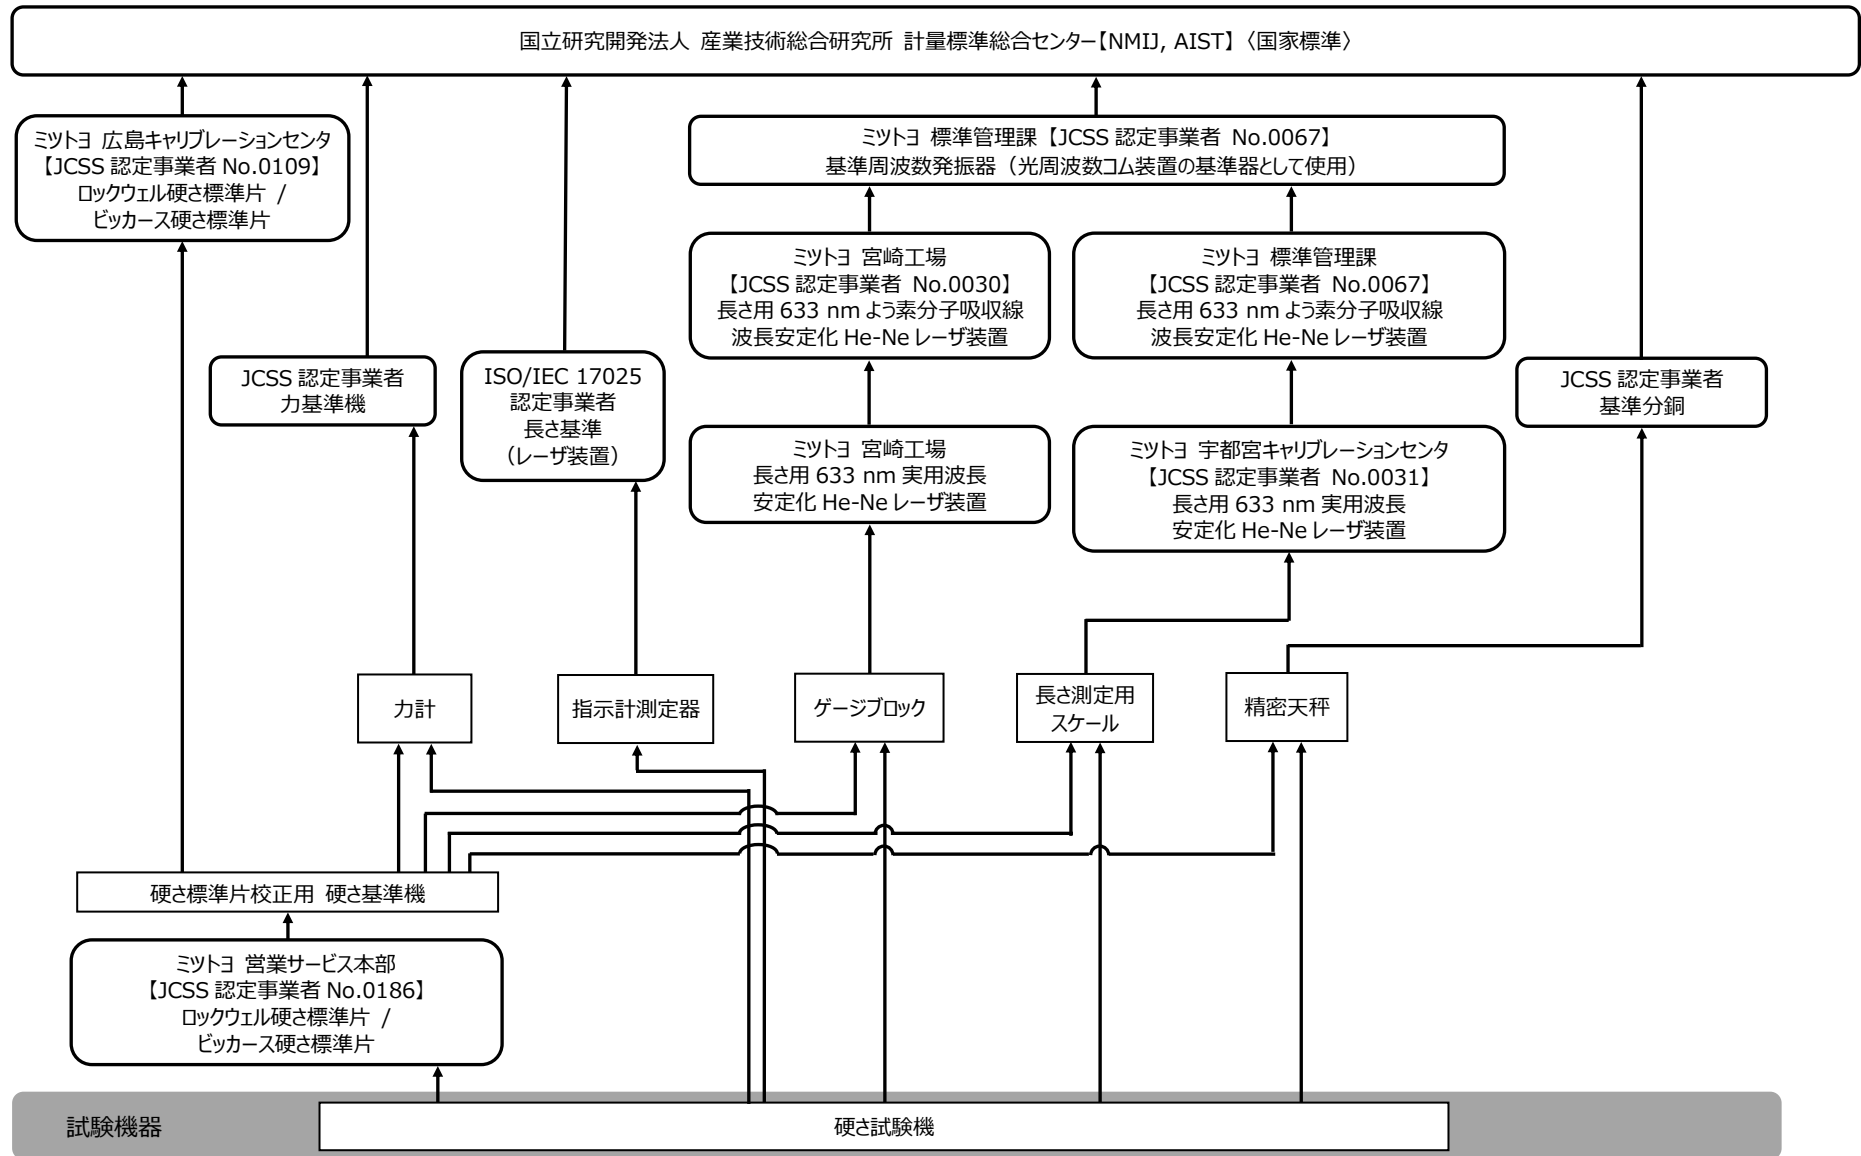 国立研究開発法人 産業技術総合研究所 計量標準総合センター【NMIJ, AIST】〈国家標準〉
ミツトヨ 広島キャリブレーションセンタ
【JCSS 認定事業者 No.0109】
ロックウェル硬さ標準片 /
ビッカース硬さ標準片
ミツトヨ 標準管理課 【JCSS 認定事業者 No.0067】
基準周波数発振器（光周波数コム装置の基準器として使用）
ミツトヨ 宮崎工場
【JCSS 認定事業者 No.0030】
長さ用 633 nm よう素分子吸収線
波長安定化 He-Ne レーザ装置
ミツトヨ 標準管理課
【JCSS 認定事業者 No.0067】
長さ用 633 nm よう素分子吸収線
波長安定化 He-Ne レーザ装置
JCSS 認定事業者
力基準機
ISO/IEC 17025
認定事業者
長さ基準
（レーザ装置）
JCSS 認定事業者
基準分銅
ミツトヨ 宮崎工場
長さ用 633 nm 実用波長
安定化 He-Ne レーザ装置
ミツトヨ 宇都宮キャリブレーションセンタ
【JCSS 認定事業者 No.0031】
長さ用 633 nm 実用波長
安定化 He-Ne レーザ装置
力計
指示計測定器
ゲージブロック
長さ測定用
スケール
精密天秤
硬さ標準片校正用 硬さ基準機
ミツトヨ 営業サービス本部
【JCSS 認定事業者 No.0186】
ロックウェル硬さ標準片 /
ビッカース硬さ標準片
試験機器
硬さ試験機